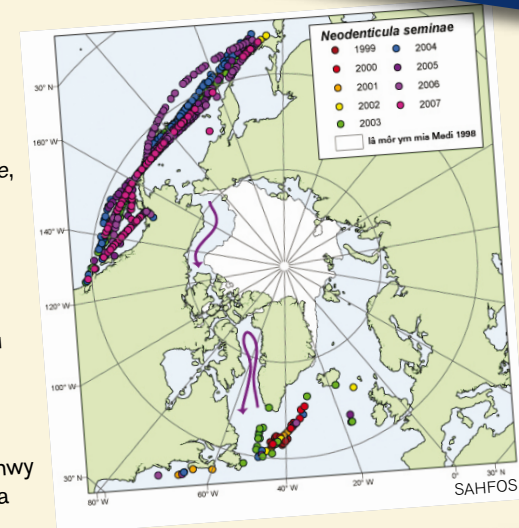 Neodenticula seminae
1999 2004
2000 2005
2001 2006
2002 2007
2003
Iâ môr ym mis Medi 1998
30° N
160° W
e,
140° W
120° W
100° W
hwy
30° N
a
80° W 60° W 40° W 20° W 0° 30° N
SAHFOS